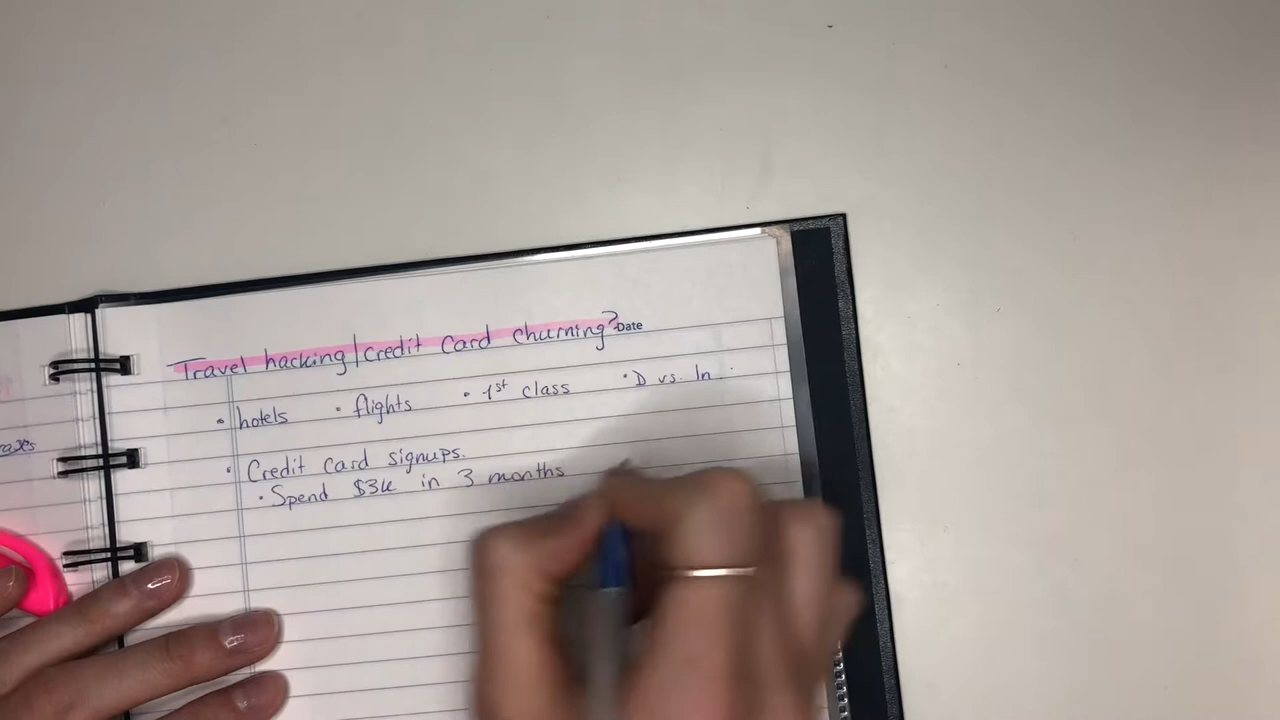 Travel hacking/Credit Card churning? Date
• hotels • flights • 1st class • D vs. In.
• Credit Card signups.
• Spend $3k in 3 months